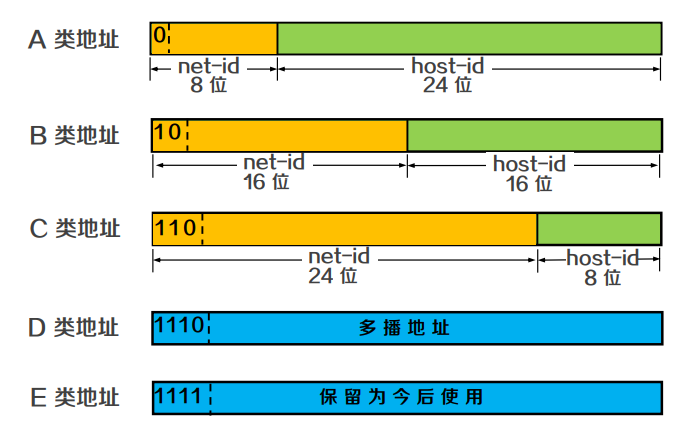 A 类地址 0
net-id host-id
8 位 24 位
B 类地址 10
net-id host-id
16 位 16 位
C 类地址 110
net-id host-id
24 位 8 位
D 类地址 1110 多播地址
E 类地址 1111 保留为今后使用